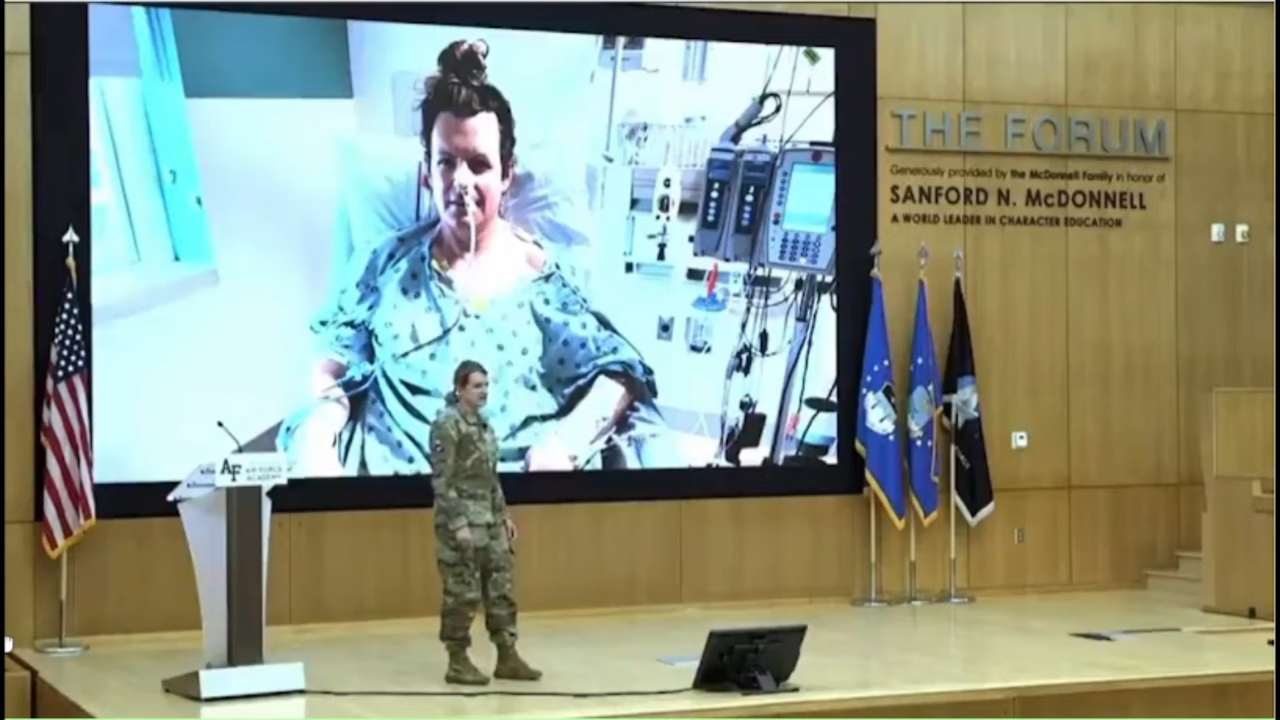 THE FORUM
Generously provided by the McDonnell Family in honor of
SANFORD N. McDONNELL
A WORLD LEADER IN CHARACTER EDUCATION
AF AIR FORCE
ACADEMY